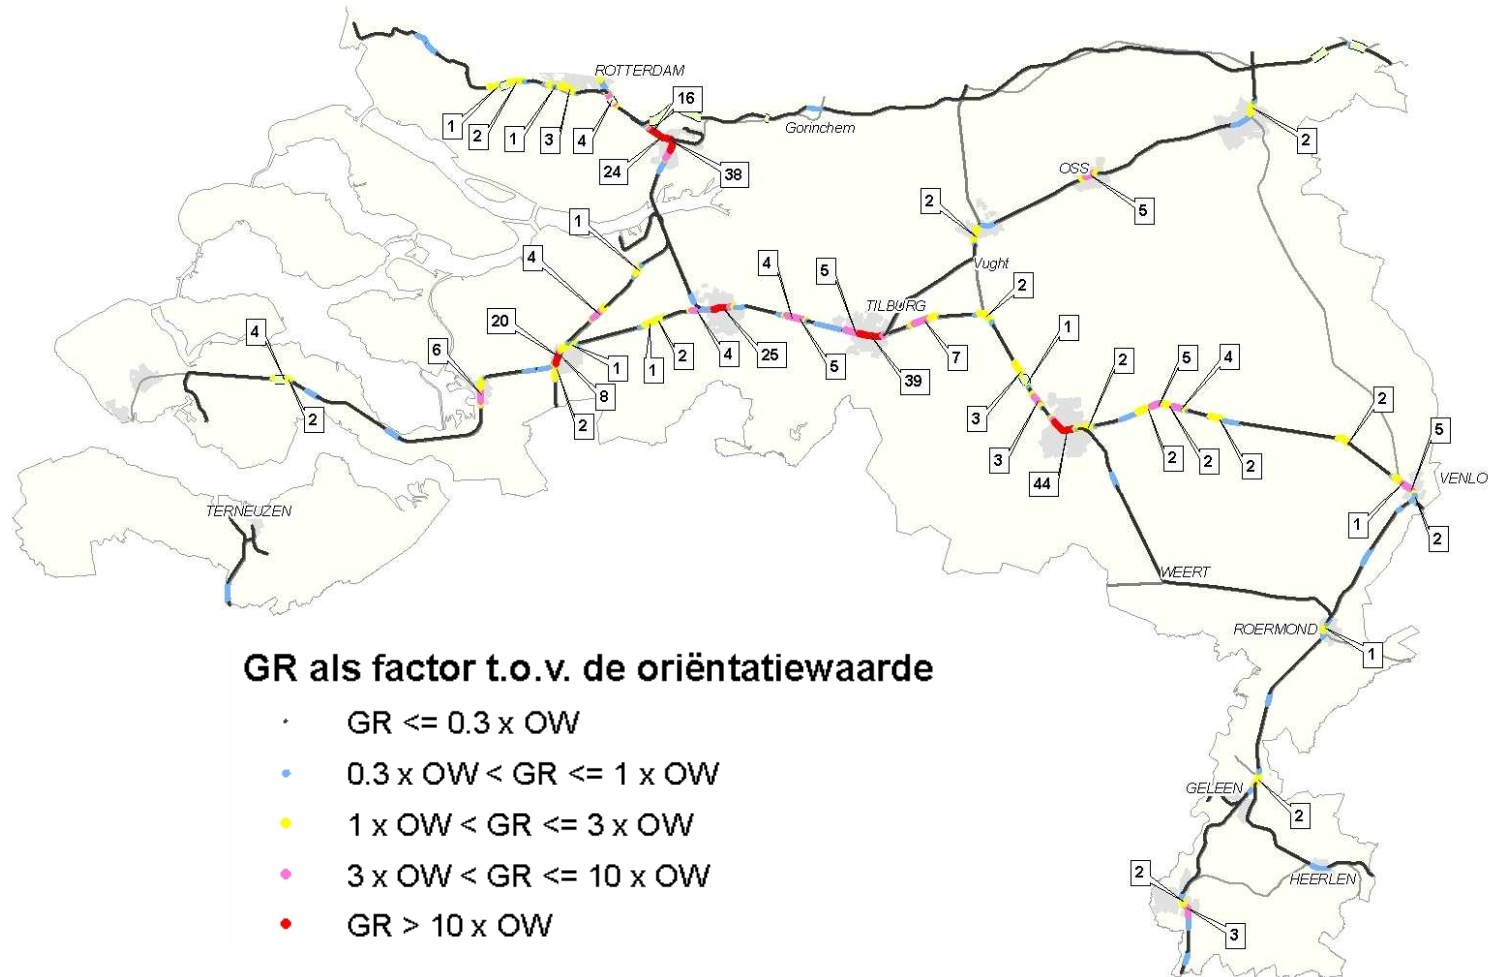 ROTTERDAM
16
1
2
1
3
4
Gorinchem
2
24
38
OSS
5
1
2
4
Vught
4
5
TILBURG
2
20
4
6
1
1
2
4
25
5
39
7
1
2
5
4
2
8
2
2
3
3
44
2
2
2
5
VENLO
1
2
TERNEUZEN
WEERT
ROERMOND
1
GR als factor t.o.v. de oriëntatiewaarde
GR <= 0.3 x OW
0.3 x OW < GR <= 1 x OW
1 x OW < GR <= 3 x OW
3 x OW < GR <= 10 x OW
GR > 10 x OW
GELEEN
2
2
HEERLEN
3